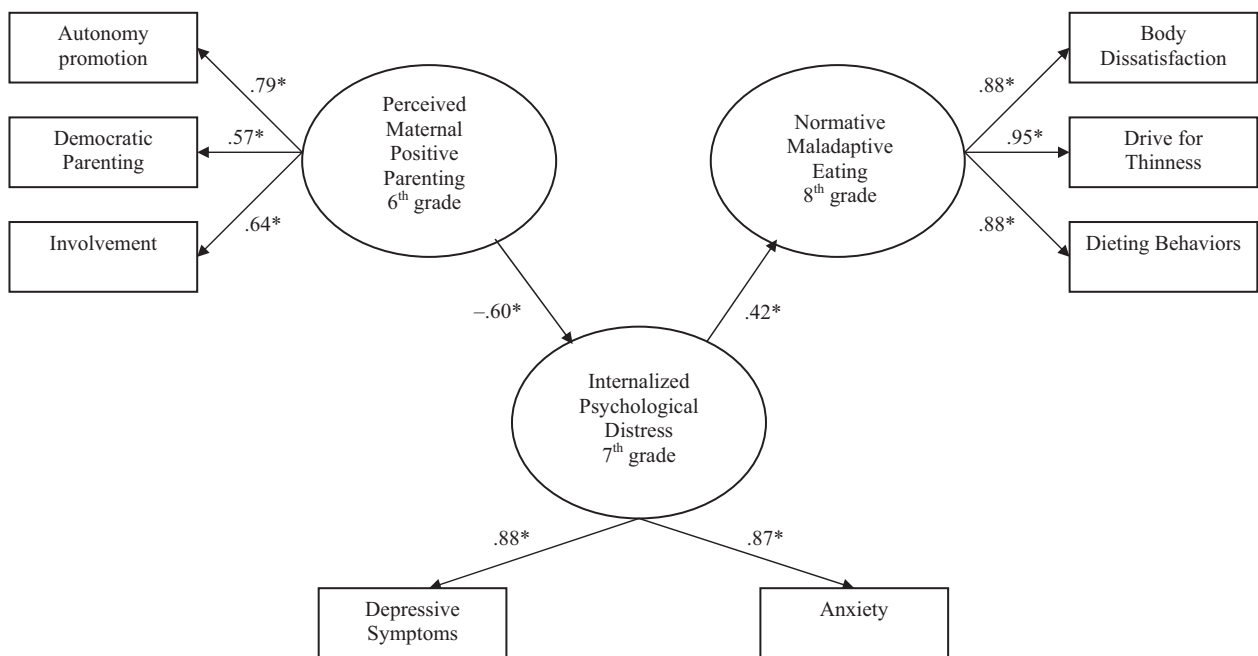 Autonomy
promotion
.79*
Democratic
Parenting
.57*
Involvement
.64*
Perceived
Maternal
Positive
Parenting
6th grade
Normative
Maladaptive
Eating
8th grade
Body
Dissatisfaction
.88*
Drive for
Thinness
.95*
Dieting Behaviors
.88*
–.60*
.42*
Internalized
Psychological
Distress
7th grade
.88*
.87*
Depressive
Symptoms
Anxiety